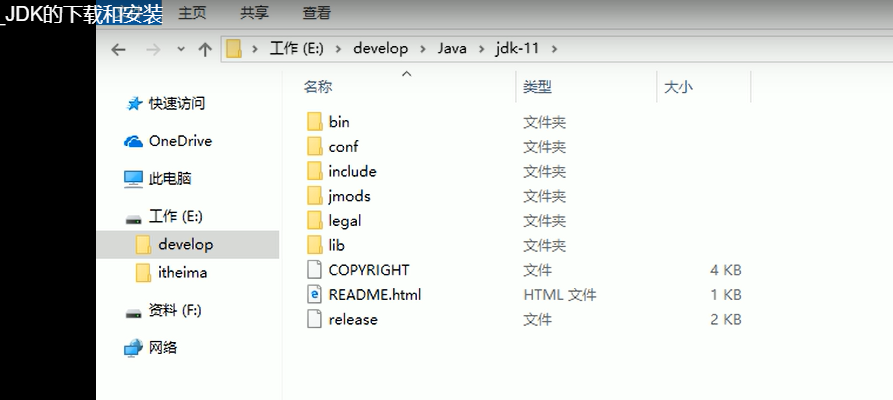 _JDK的下载和安装
主页 共享 查看
工作 (E:) develop Java jdk-11
名称 类型 大小
快速访问
OneDrive
此电脑
工作 (E:)
develop
itheima
资料 (F:)
网络
bin 文件夹
conf 文件夹
include 文件夹
jmods 文件夹
legal 文件夹
lib 文件夹
COPYRIGHT 文件 4 KB
README.html HTML 文件 1 KB
release 文件 2 KB